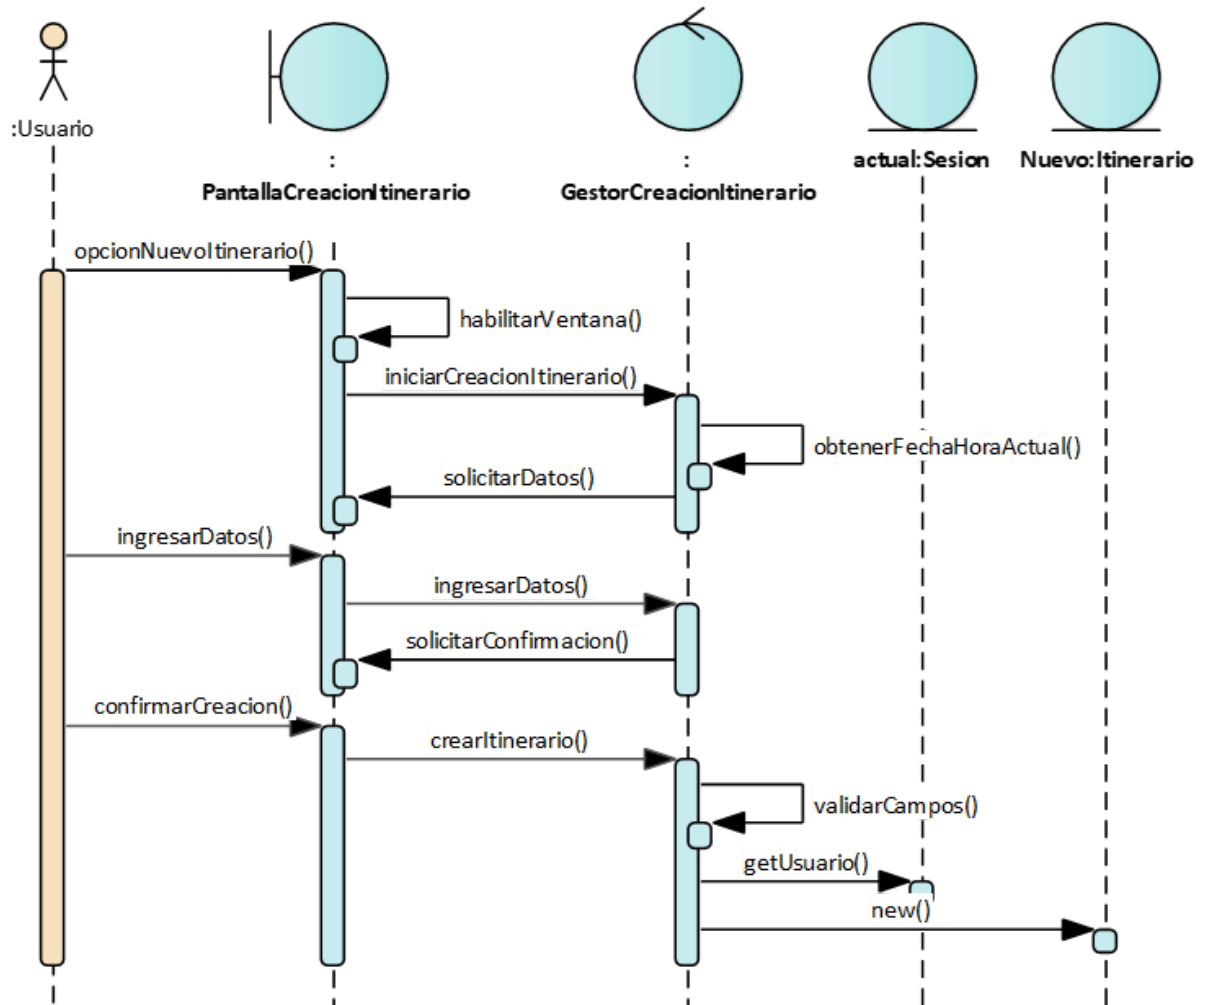 :Usuario
:
PantallaCreacionItinerario
:
GestorCreacionItinerario
actual:Sesion
Nuevo:Itinerario
opcionNuevoItinerario()
habilitarVentana()
iniciarCreacionItinerario()
obtenerFechaHoraActual()
solicitarDatos()
ingresarDatos()
ingresarDatos()
solicitarConfirmacion()
confirmarCreacion()
crearItinerario()
validarCampos()
getUsuario()
new()